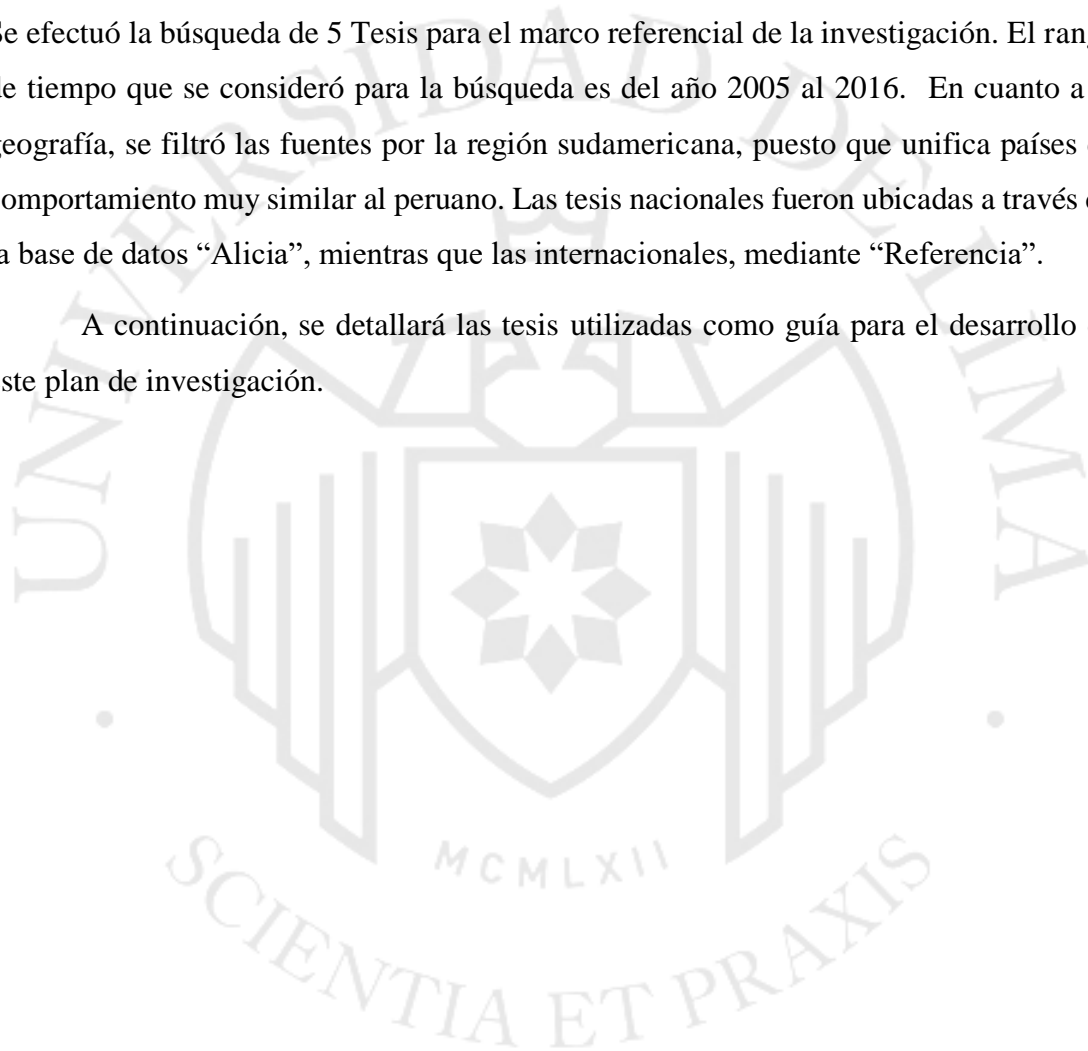 Se efectuó la búsqueda de 5 Tesis para el marco referencial de la investigación. El ran
de tiempo que se consideró para la búsqueda es del año 2005 al 2016. En cuanto a
geografía, se filtró las fuentes por la región sudamericana, puesto que unifica países
comportamiento muy similar al peruano. Las tesis nacionales fueron ubicadas a través
la base de datos “Alicia”, mientras que las internacionales, mediante “Referencia”.
A continuación, se detallará las tesis utilizadas como guía para el desarrollo
este plan de investigación.
UNIVERSIDAD DE LIMA
MCMLXII
SCIENTIA ET PRAXIS